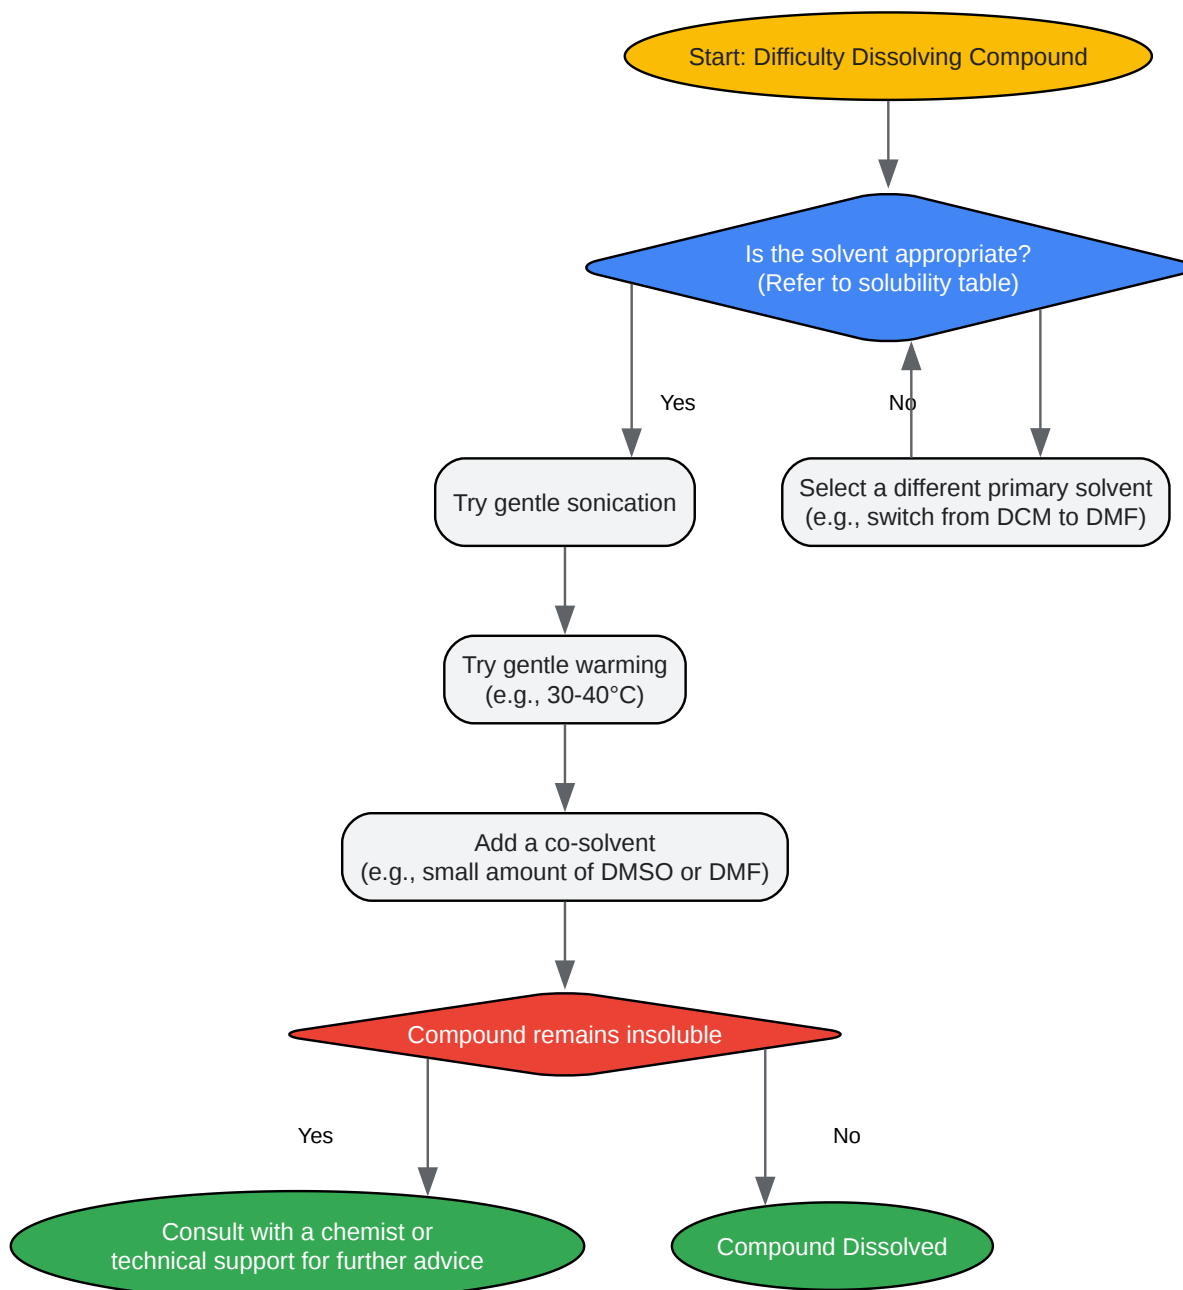 Start: Difficulty Dissolving Compound
Is the solvent appropriate?
(Refer to solubility table)
Yes
No
Try gentle sonication
Select a different primary solvent
(e.g., switch from DCM to DMF)
Try gentle warming
(e.g., 30-40°C)
Add a co-solvent
(e.g., small amount of DMSO or DMF)
Compound remains insoluble
Yes
No
Consult with a chemist or
technical support for further advice
Compound Dissolved